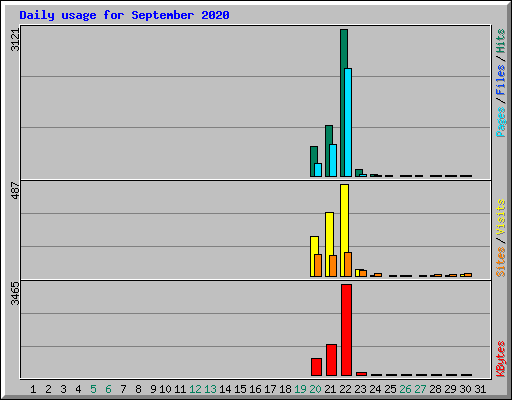 Daily usage for September 2020
3121
487
3465
Pages / Files / Hits
Sites / Visits
KBytes
1 2 3 4 5 6 7 8 9 10 11 12 13 14 15 16 17 18 19 20 21 22 23 24 25 26 27 28 29 30 31